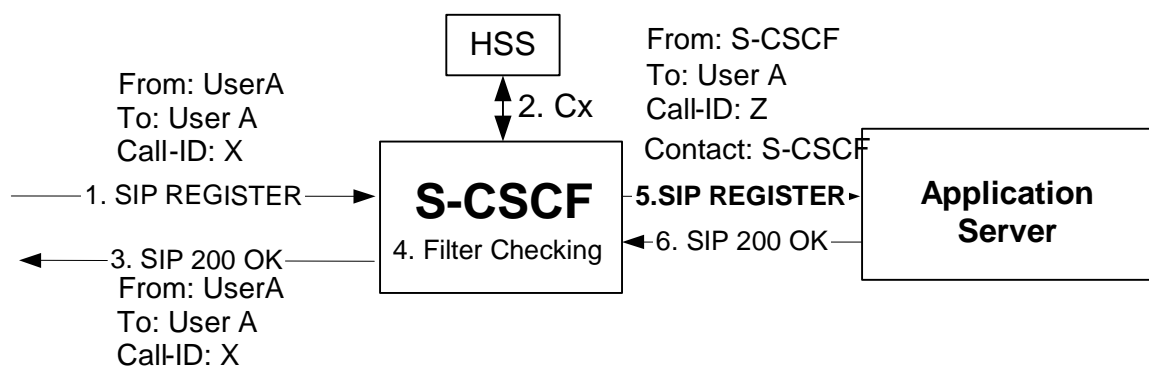 HSS
From: S-CSCF
To: User A
Call-ID: Z
Contact: S-CSCF
From: UserA
To: User A
Call-ID: X
2. Cx
1. SIP REGISTER
S-CSCF
4. Filter Checking
5.SIP REGISTER
Application
Server
6. SIP 200 OK
3. SIP 200 OK
From: UserA
To: User A
Call-ID: X